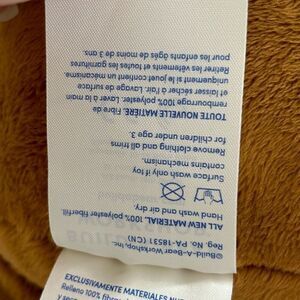 ©Build-A-Bear Workshop, Inc.
Reg. No. PA-18531 (CN)
ALL NEW MATERIAL
100% polyester fiberfill.
Hand wash and air dry.
Surface wash only if toy
contains mechanism.
Remove clothing and all trims
for children under age 3.
TOUTE NOUVELLE MATIÈRE. Fibre de
rembourrage 100% polyester. Laver à la main
et laisser sécher à l'air. Lavage de surface
uniquement si le jouet contient un mécanisme.
Retirer les vêtements et les garnitures
pour les enfants âgés de moins de 3 ans.
EXCLUSIVAMENTE MATERIALES
Relleno 100% fibra